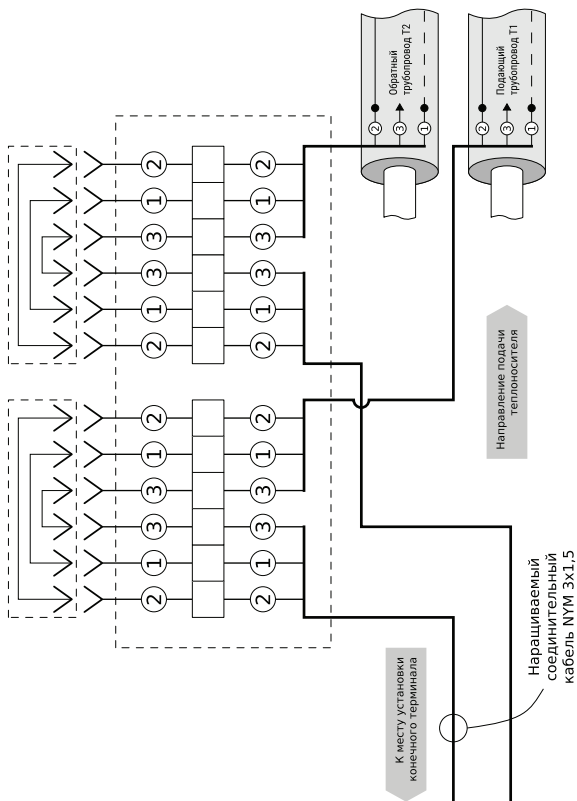 Обратный
трубопровод Т2
2
3
1
Подающий
трубопровод Т1
2
3
1
2
2
1
1
3
3
3
3
1
1
2
2
2
2
1
1
3
3
3
3
1
1
2
2
Направление подачи
теплоносителя
Наращиваемый
соединительный
кабель NYM 3x1,5
К месту установки
конечного терминала